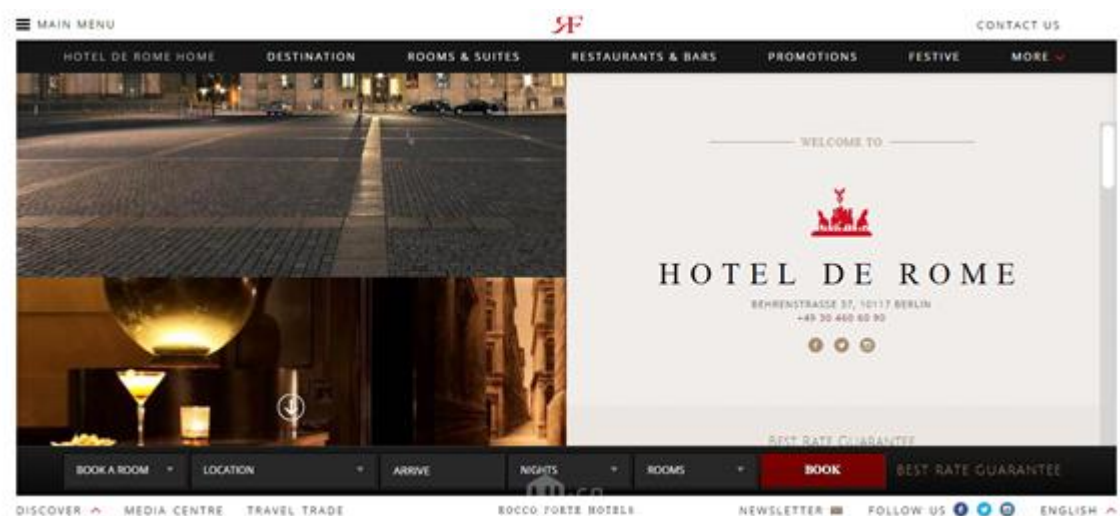 MAIN MENU
RF
CONTACT US
HOTEL DE ROME HOME DESTINATION ROOMS & SUITES RESTAURANTS & BARS PROMOTIONS FESTIVE MORE
WELCOME TO
HOTEL DE ROME
BEHRENSTRASSE 37, 10117 BERLIN
+49 30 460 60 90
BEST RATE GUARANTEE
BOOK A ROOM LOCATION ARRIVE NIGHTS ROOMS BOOK BEST RATE GUARANTEE
DISCOVER MEDIA CENTRE TRAVEL TRADE ROCCO FORTE HOTELS NEWSLETTER FOLLOW US ENGLISH